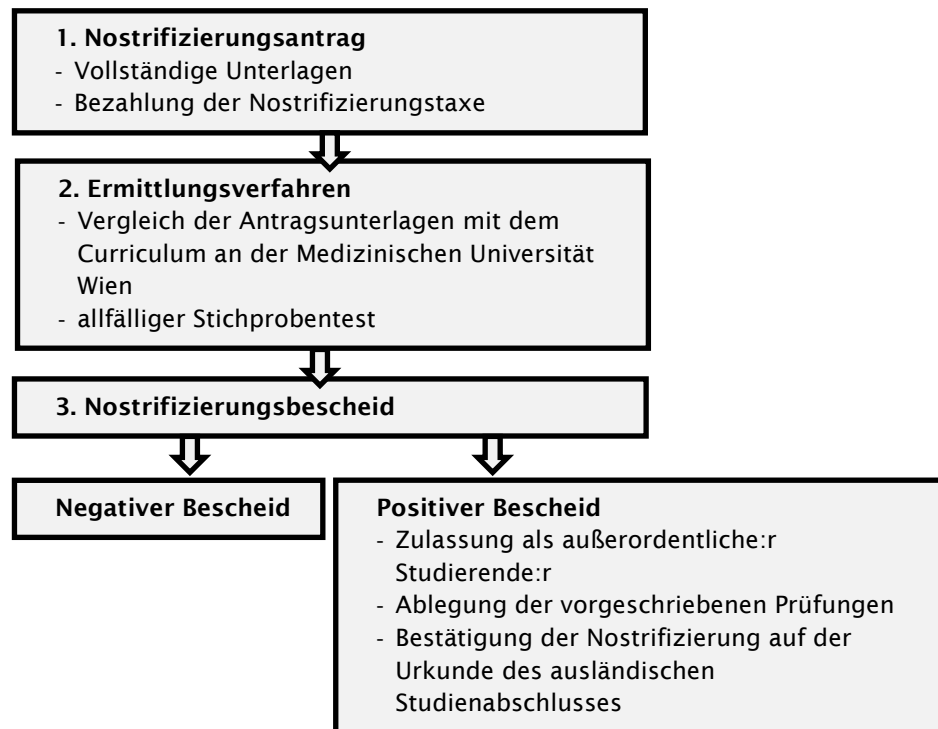 1. Nostrifizierungsantrag
- Vollständige Unterlagen
- Bezahlung der Nostrifizierungstaxe
2. Ermittlungsverfahren
- Vergleich der Antragsunterlagen mit dem
Curriculum an der Medizinischen Universität
Wien
- allfälliger Stichprobentest
3. Nostrifizierungsbescheid
Negativer Bescheid
Positiver Bescheid
- Zulassung als außerordentliche:r
Studierende:r
- Ablegung der vorgeschriebenen Prüfungen
- Bestätigung der Nostrifizierung auf der
Urkunde des ausländischen
Studienabschlusses